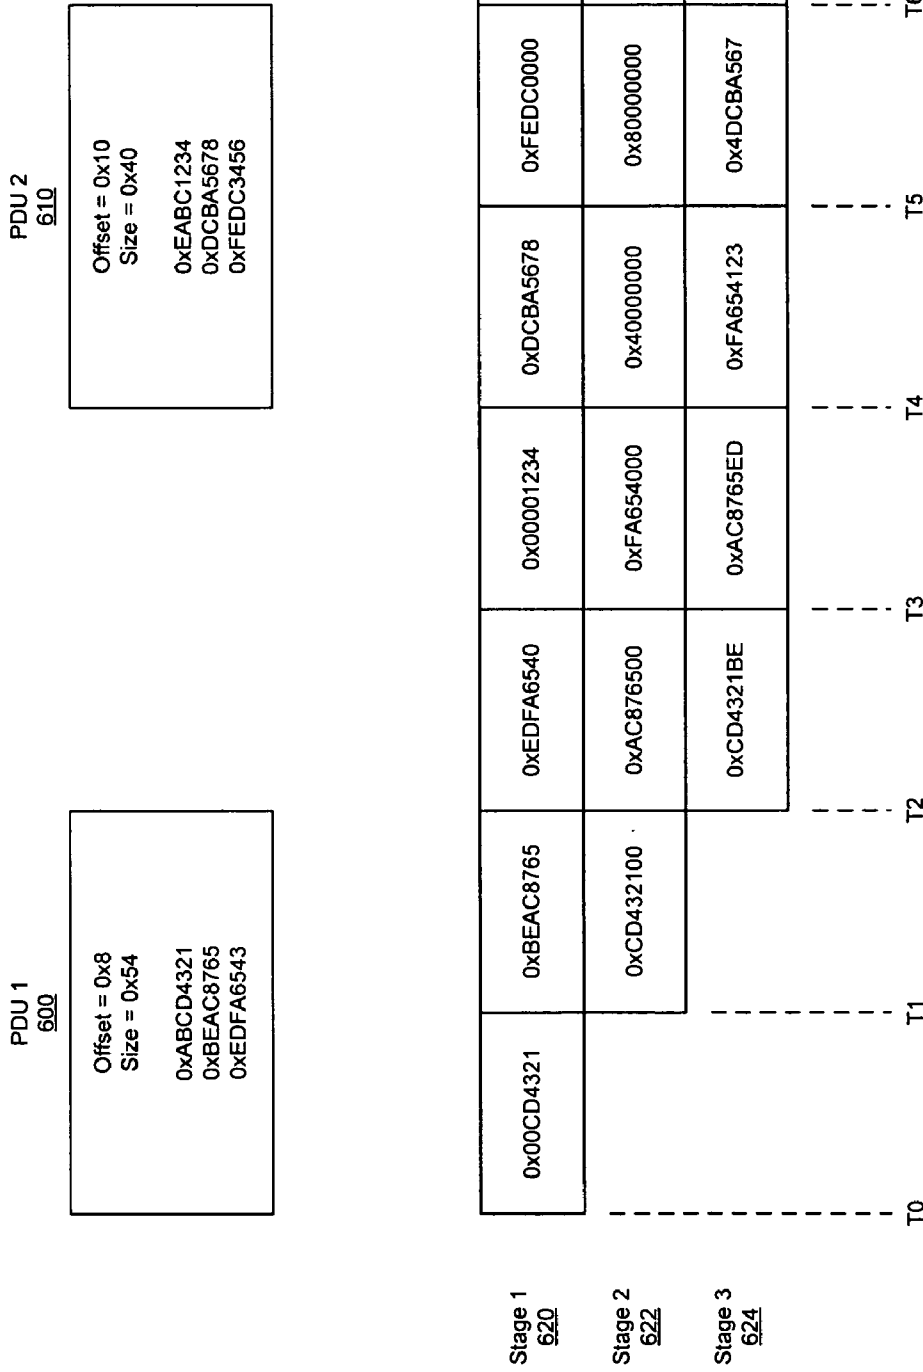 PDU 1
600
Offset = 0x8
Size = 0x54
0xABCD4321
0xBEAC8765
0xEDFA6543
PDU 2
610
Offset = 0x10
Size = 0x40
0xEABC1234
0xDCBA5678
0xFEDC3456
Stage 1
620
0x00CD4321
0xBEAC8765
0xEDFA6540
0x00001234
0xDCBA5678
0xFEDC0000
Stage 2
622
0xCD432100
0xAC876500
0xFA654000
0x40000000
0x80000000
Stage 3
624
0xCD4321BE
0xAC8765ED
0xFA654123
0x4DCBA567
T0
T1
T2
T3
T4
T5
T6